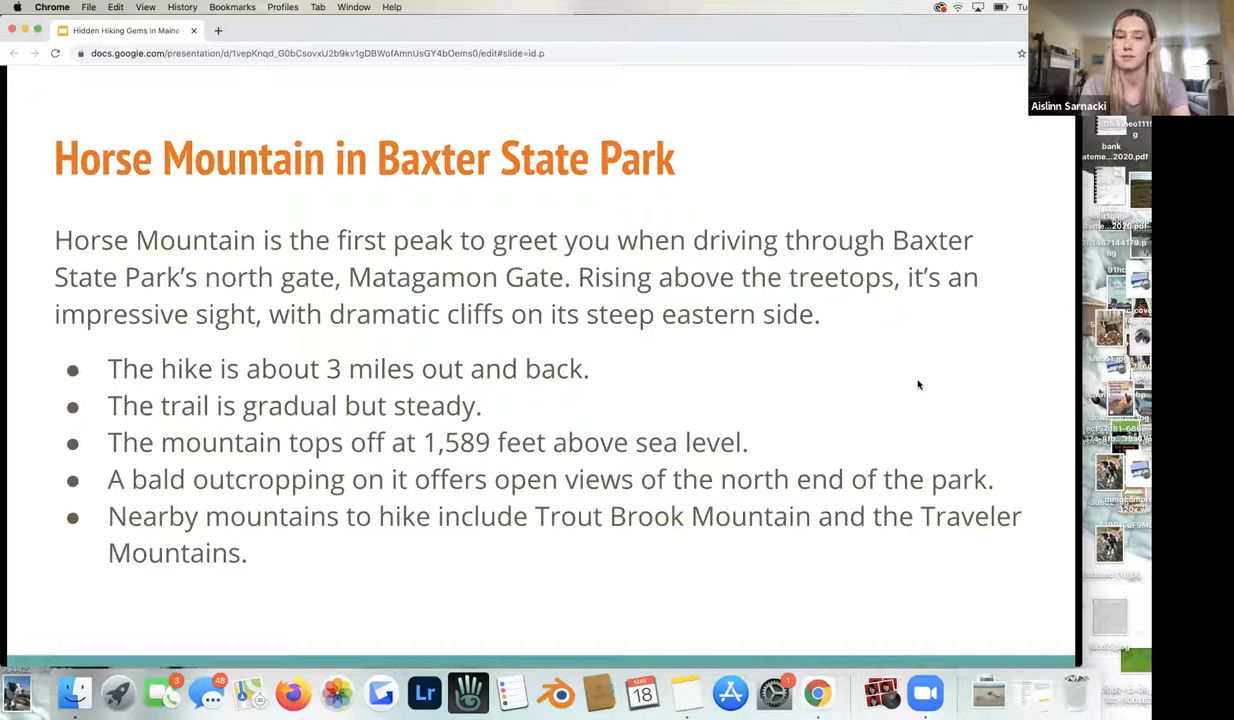 Chrome File Edit View History Bookmarks Profiles Tab Window Help
Hidden Hiking Gems in Maine
docs.google.com/presentation/d/1vepKnqd_G0bCsovxU2b9kv1gDBWofAmnUsGY4bOems0/edit#slide=id.p
Aislinn Sarnacki
Horse Mountain in Baxter State Park
Horse Mountain is the first peak to greet you when driving through Baxter
State Park's north gate, Matagamon Gate. Rising above the treetops, it's an
impressive sight, with dramatic cliffs on its steep eastern side.
● The hike is about 3 miles out and back.
● The trail is gradual but steady.
● The mountain tops off at 1,589 feet above sea level.
● A bald outcropping on it offers open views of the north end of the park.
● Nearby mountains to hike include Trout Brook Mountain and the Traveler
Mountains.
bank
2020.pdf
3 48 Lr MAY 18 1